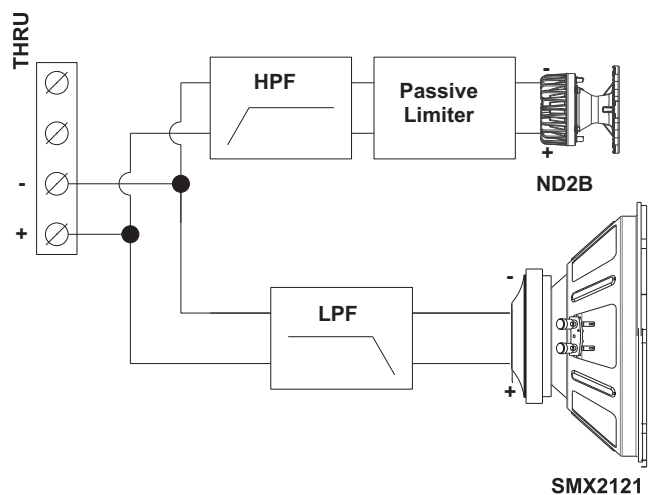 THRU
-
+
HPF
Passive
Limiter
-
+
ND2B
LPF
-
+
SMX2121